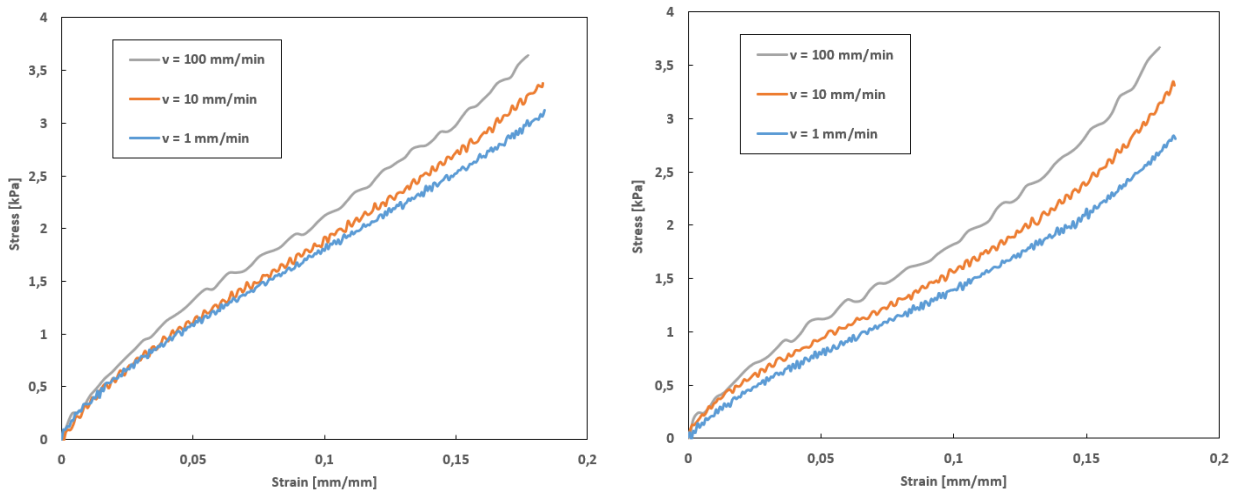 4
3,5
3
2,5
2
1,5
1
0,5
0
Stress [kPa]
v = 100 mm/min
v = 10 mm/min
v = 1 mm/min
0 0,05 0,1 0,15 0,2
Strain [mm/mm]
4
3,5
3
2,5
2
1,5
1
0,5
0
Stress [kPa]
v = 100 mm/min
v = 10 mm/min
v = 1 mm/min
0 0,05 0,1 0,15 0,2
Strain [mm/mm]